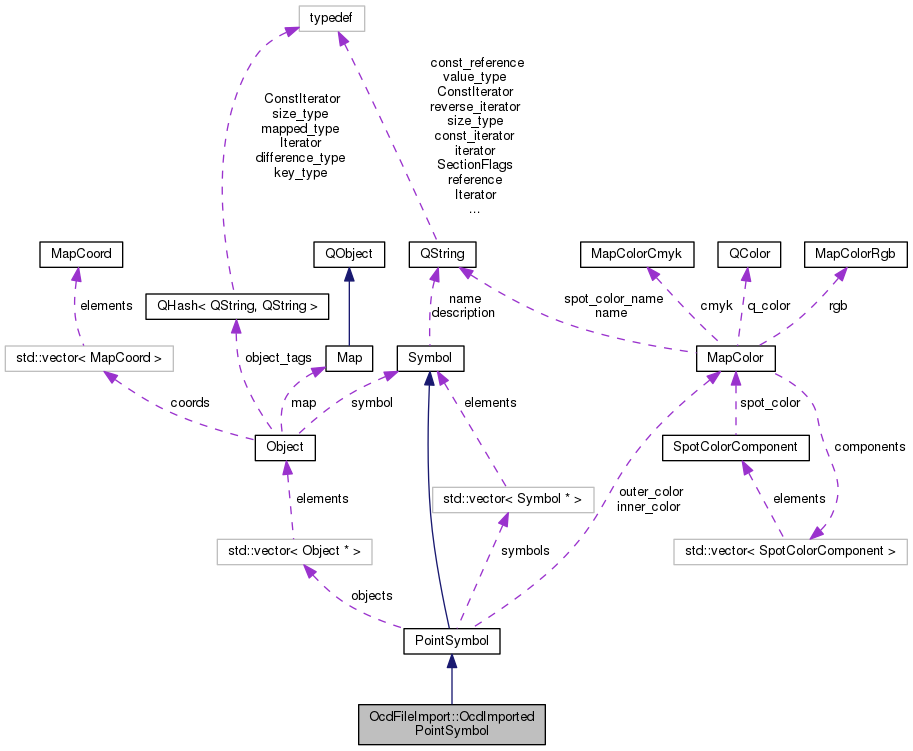 typedef
const_reference
value_type
ConstIterator
reverse_iterator
size_type
const_iterator
iterator
SectionFlags
reference
Iterator
...
ConstIterator
size_type
mapped_type
Iterator
difference_type
key_type
MapCoord
QObject
QString
MapColorCmyk
QColor
MapColorRgb
elements
QHash< QString, QString >
name
description
spot_color_name
name
cmyk
q_color
rgb
std::vector< MapCoord >
object_tags
Map
Symbol
MapColor
coords
map
symbol
elements
spot_color
components
Object
SpotColorComponent
elements
std::vector< Symbol * >
outer_color
inner_color
elements
std::vector< Object * >
symbols
std::vector< SpotColorComponent >
objects
PointSymbol
OcdFileImport::OcdImported
PointSymbol